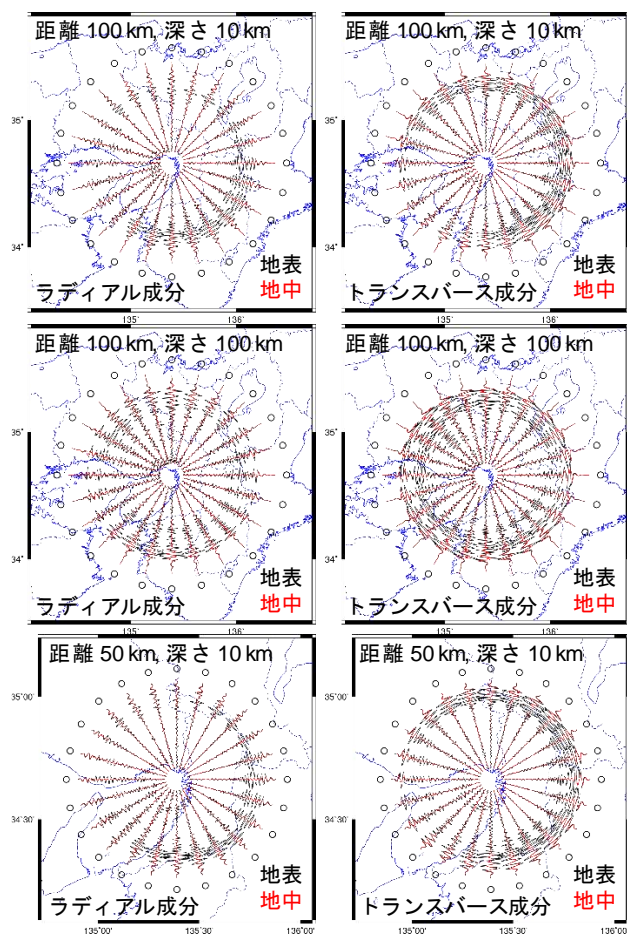 距離 100 km, 深さ 10 km
35˚
34˚
地表
地中
ラディアル成分
135˚
136˚
距離 100 km, 深さ 10 km
35˚
34˚
地表
地中
トランスバース成分
135˚
136˚
距離 100 km, 深さ 100 km
35˚
34˚
地表
地中
ラディアル成分
135˚
136˚
距離 100 km, 深さ 100 km
35˚
34˚
地表
地中
トランスバース成分
135˚
136˚
距離 50 km, 深さ 10 km
35˚00'
34˚30'
地表
地中
ラディアル成分
135˚00'
135˚30'
136˚00'
距離 50 km, 深さ 10 km
35˚00'
34˚30'
地表
地中
トランスバース成分
135˚00'
135˚30'
136˚00'